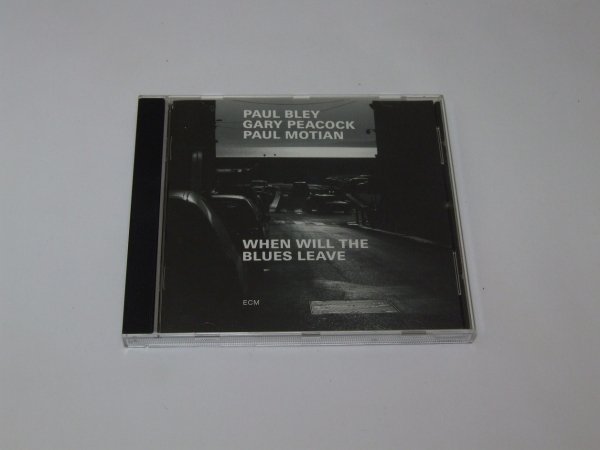 PAUL BLEY
GARY PEACOCK
PAUL MOTIAN
WHEN WILL THE
BLUES LEAVE
ECM